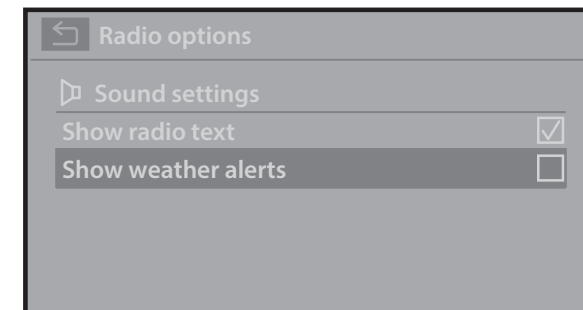 Radio options
Sound settings
Show radio text
Show weather alerts